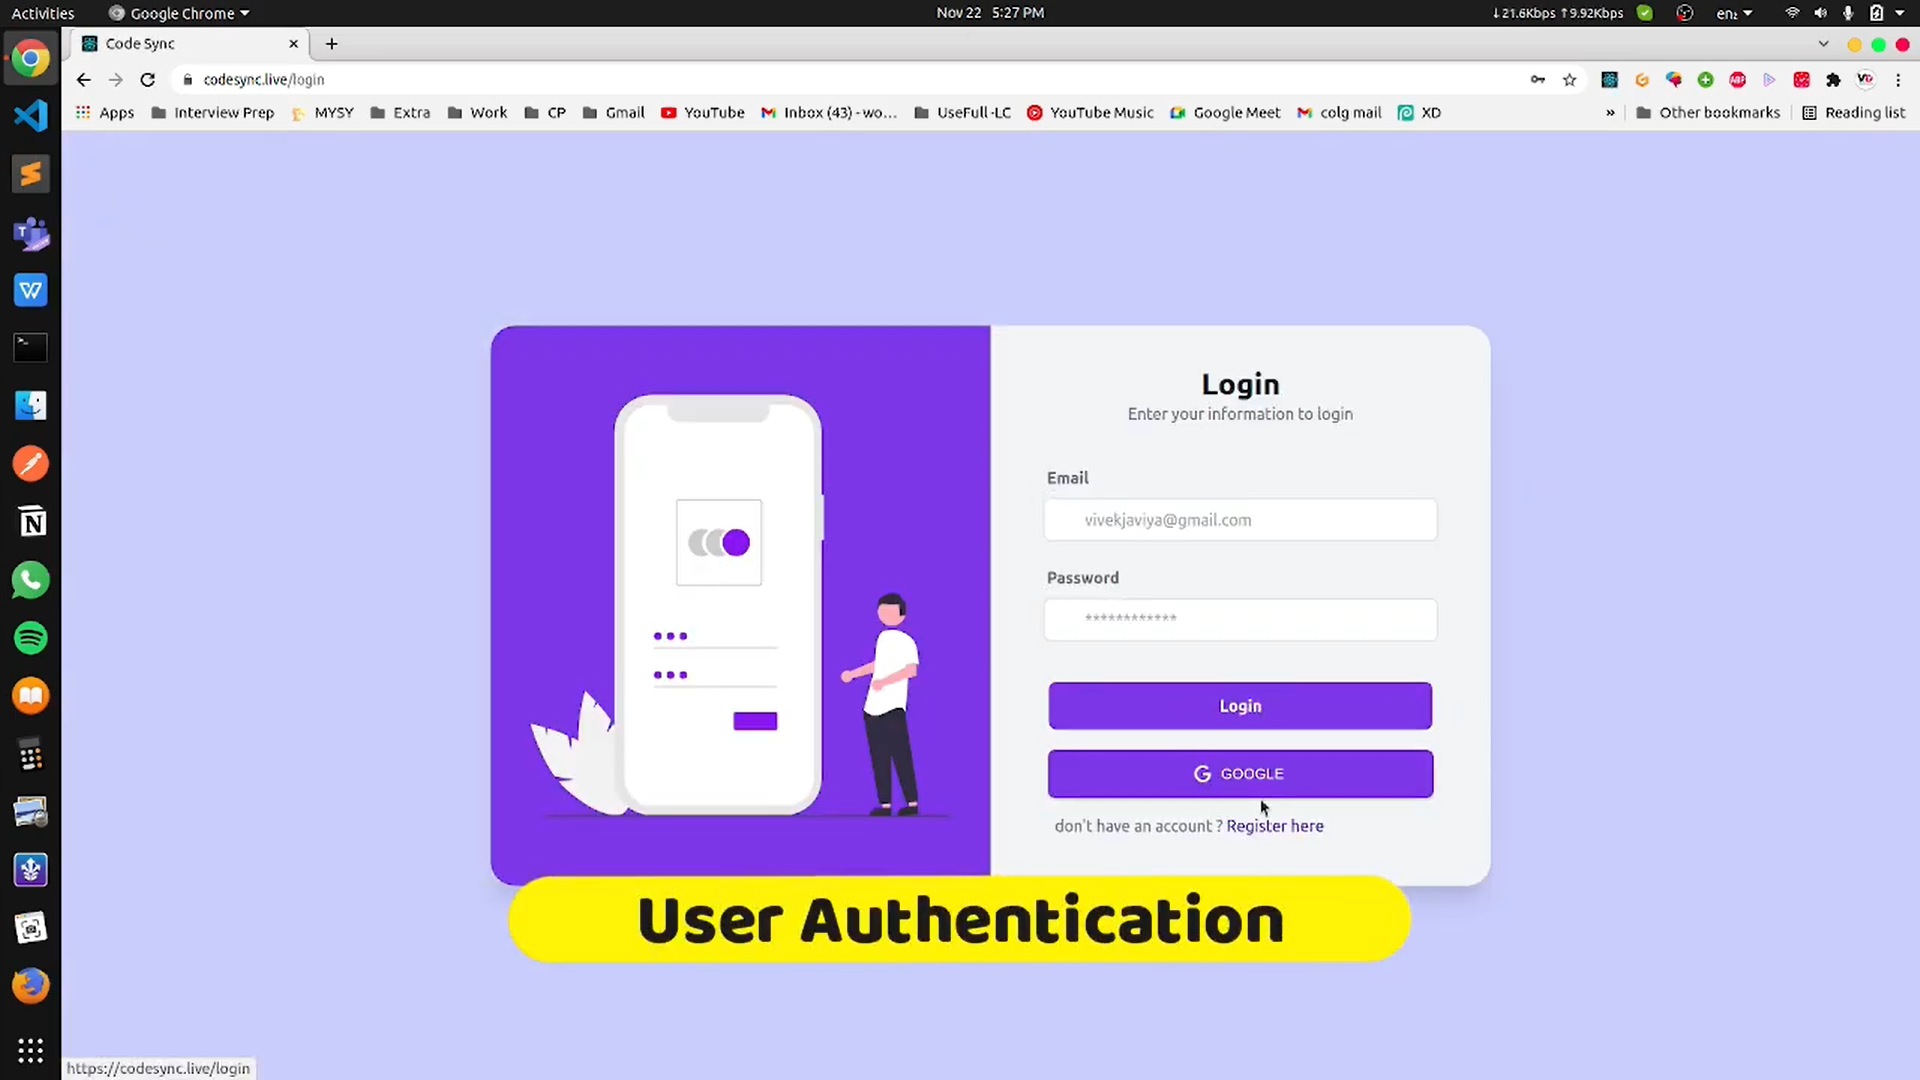 Activities
Google Chrome
Nov 22 5:27 PM
↓21.6Kbps ↑9.92Kbps
en₂
Code Sync
codesync.live/login
Apps
Interview Prep
MYSY
Extra
Work
CP
Gmail
YouTube
Inbox (43) - wo...
UseFull -LC
YouTube Music
Google Meet
colg mail
XD
»
Other bookmarks
Reading list
Login
Enter your information to login
Email
vivekjaviya@gmail.com
Password
************
Login
GOOGLE
don't have an account ? Register here
User Authentication
https://codesync.live/login